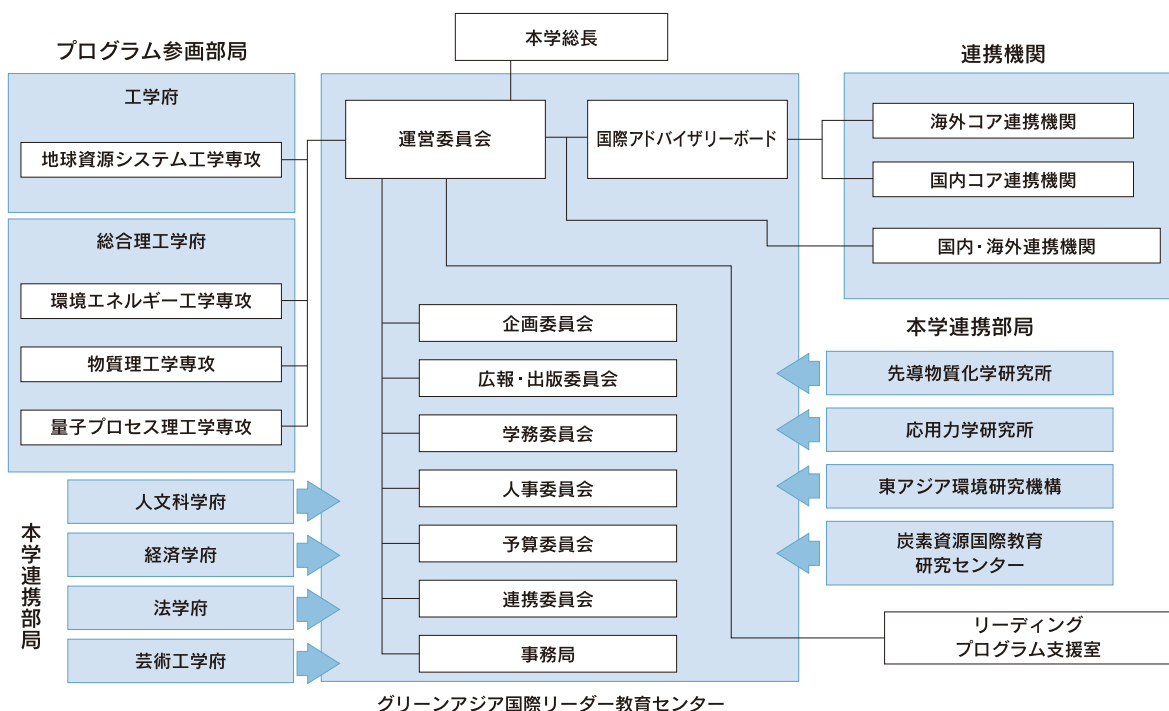 本学総長
プログラム参画部局
工学府
地球資源システム工学専攻
総合理工学府
環境エネルギー工学専攻
物質理工学専攻
量子プロセス理工学専攻
本学連携部局
人文科学府
経済学府
法学府
芸術工学府
運営委員会
国際アドバイザリーボード
企画委員会
広報・出版委員会
学務委員会
人事委員会
予算委員会
連携委員会
事務局
グリーンアジア国際リーダー教育センター
連携機関
海外コア連携機関
国内コア連携機関
国内・海外連携機関
本学連携部局
先導物質化学研究所
応用力学研究所
東アジア環境研究機構
炭素資源国際教育
研究センター
リーディング
プログラム支援室